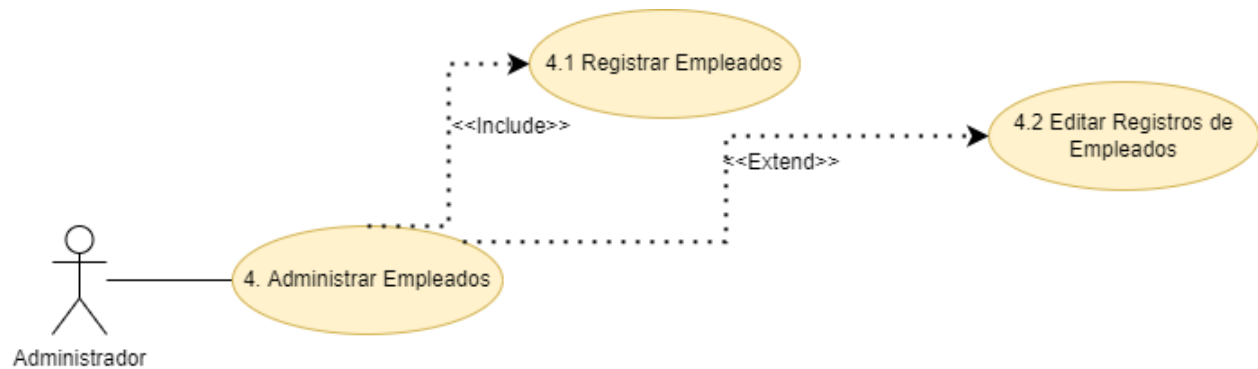 4.1 Registrar Empleados
<<Include>>
4.2 Editar Registros de
Empleados
<<Extend>>
4. Administrar Empleados
Administrador